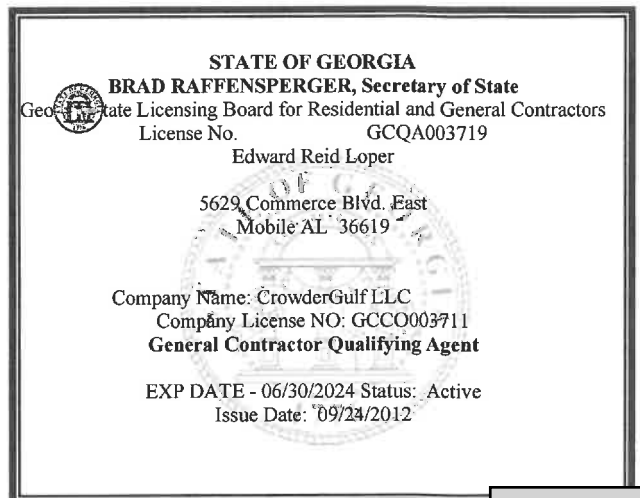 STATE OF GEORGIA
BRAD RAFFENSPERGER, Secretary of State
Geo tate Licensing Board for Residential and General Contractors
License No. GCQA003719
Edward Reid Loper
5629 Commerce Blvd. East
Mobile AL 36619
Company Name: CrowderGulf LLC
Company License NO: GCCO003711
General Contractor Qualifying Agent
EXP DATE - 06/30/2024 Status: Active
Issue Date: 09/24/2012